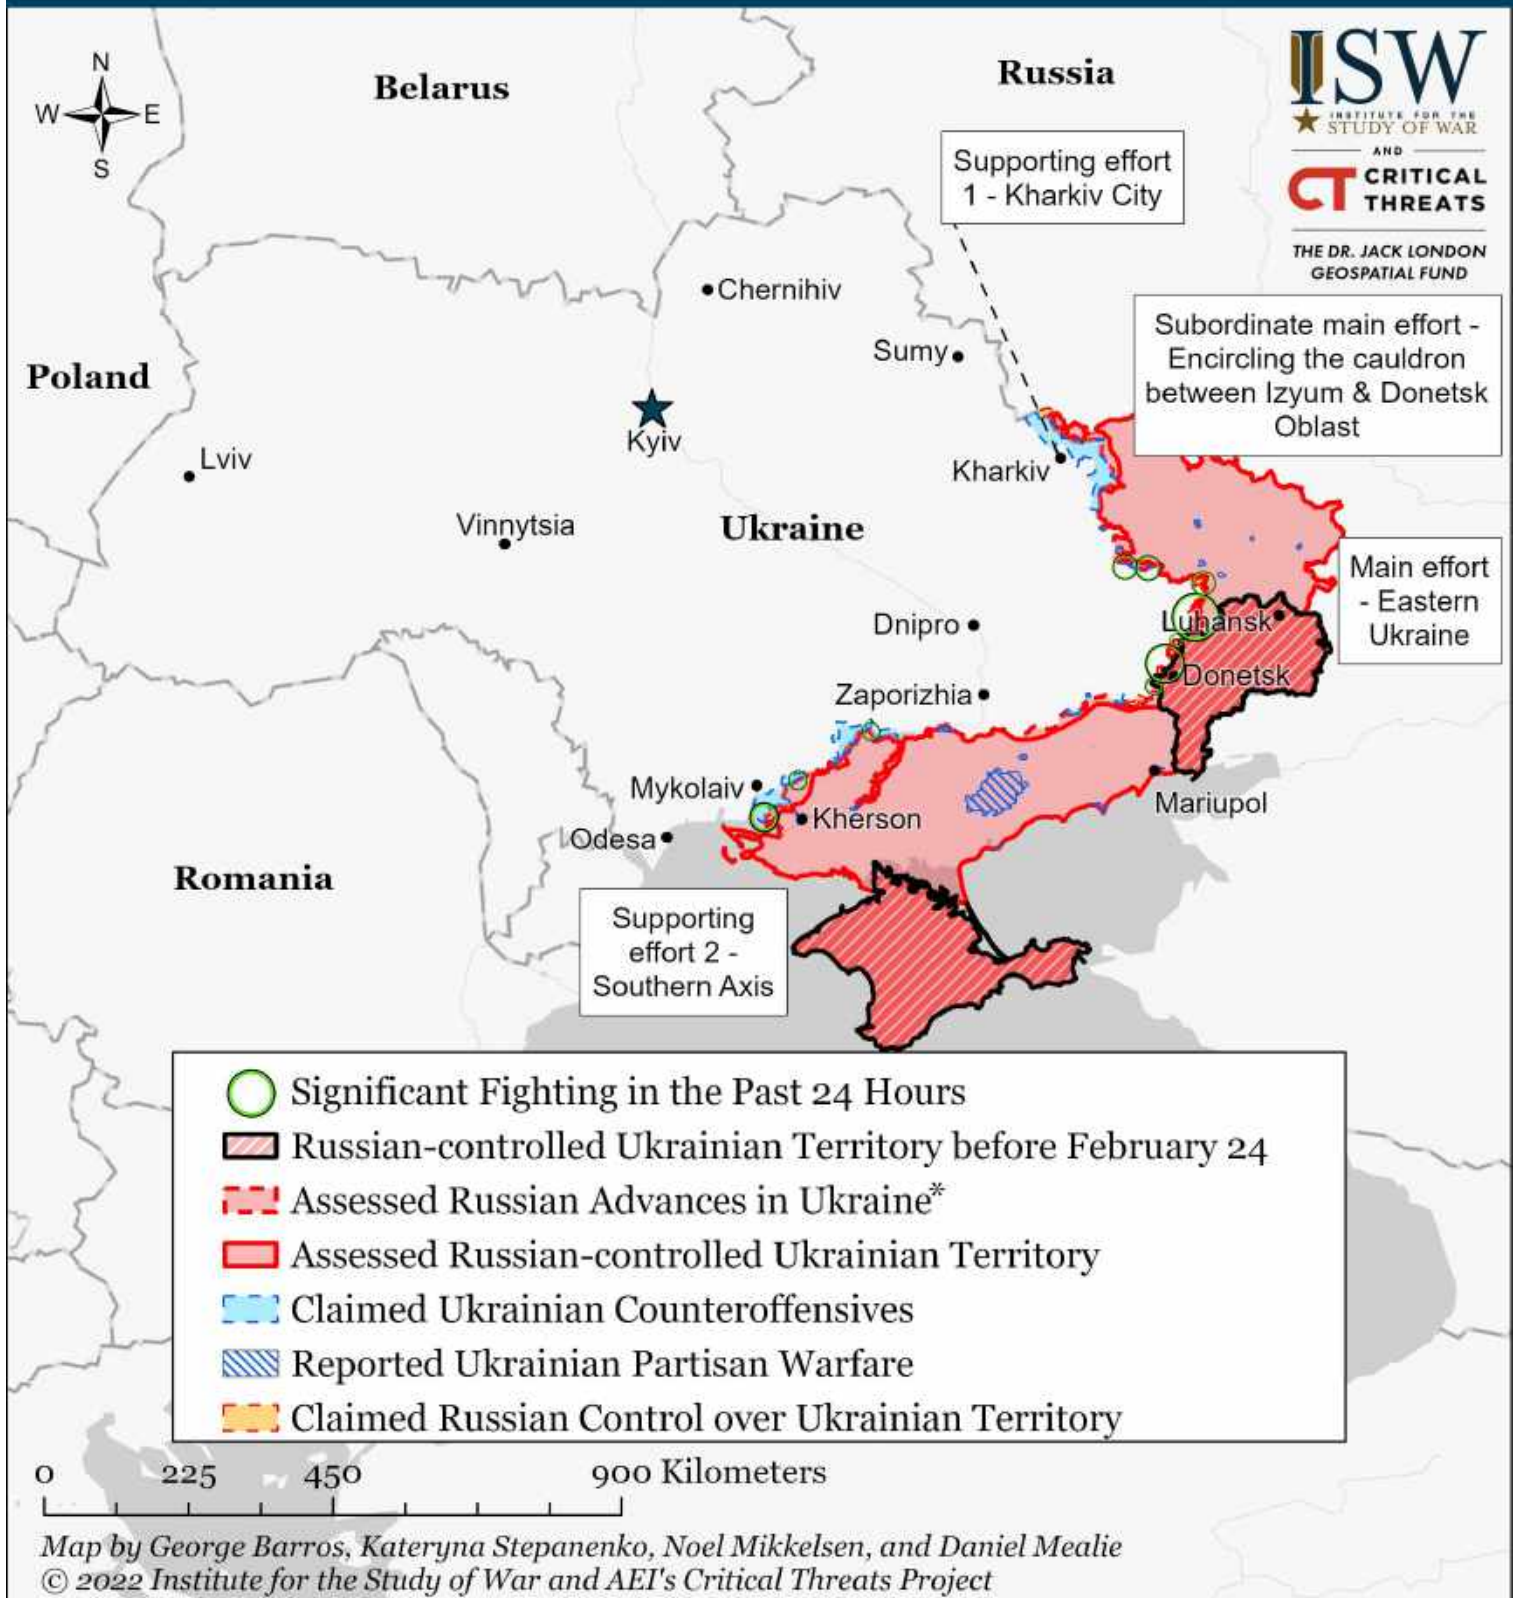 N
W
E
S
Belarus
Russia
ISW
INSTITUTE FOR THE
STUDY OF WAR
AND
CT
CRITICAL
THREATS
THE DR. JACK LONDON
GEOSPATIAL FUND
Supporting effort
1 - Kharkiv City
Chernihiv
Subordinate main effort -
Encircling the cauldron
between Izyum & Donetsk
Oblast
Sumy
Poland
Kyiv
Lviv
Kharkiv
Vinnytsia
Ukraine
Main effort
- Eastern
Ukraine
Dnipro
Luhansk
Donetsk
Zaporizhia
Mykolaiv
Mariupol
Kherson
Odesa
Romania
Supporting
effort 2 -
Southern Axis
Significant Fighting in the Past 24 Hours
Russian-controlled Ukrainian Territory before February 24
Assessed Russian Advances in Ukraine*
Assessed Russian-controlled Ukrainian Territory
Claimed Ukrainian Counteroffensives
Reported Ukrainian Partisan Warfare
Claimed Russian Control over Ukrainian Territory
0 225 450 900 Kilometers
Map by George Barros, Kateryna Stepanenko, Noel Mikkelsen, and Daniel Mealie
© 2022 Institute for the Study of War and AEI's Critical Threats Project